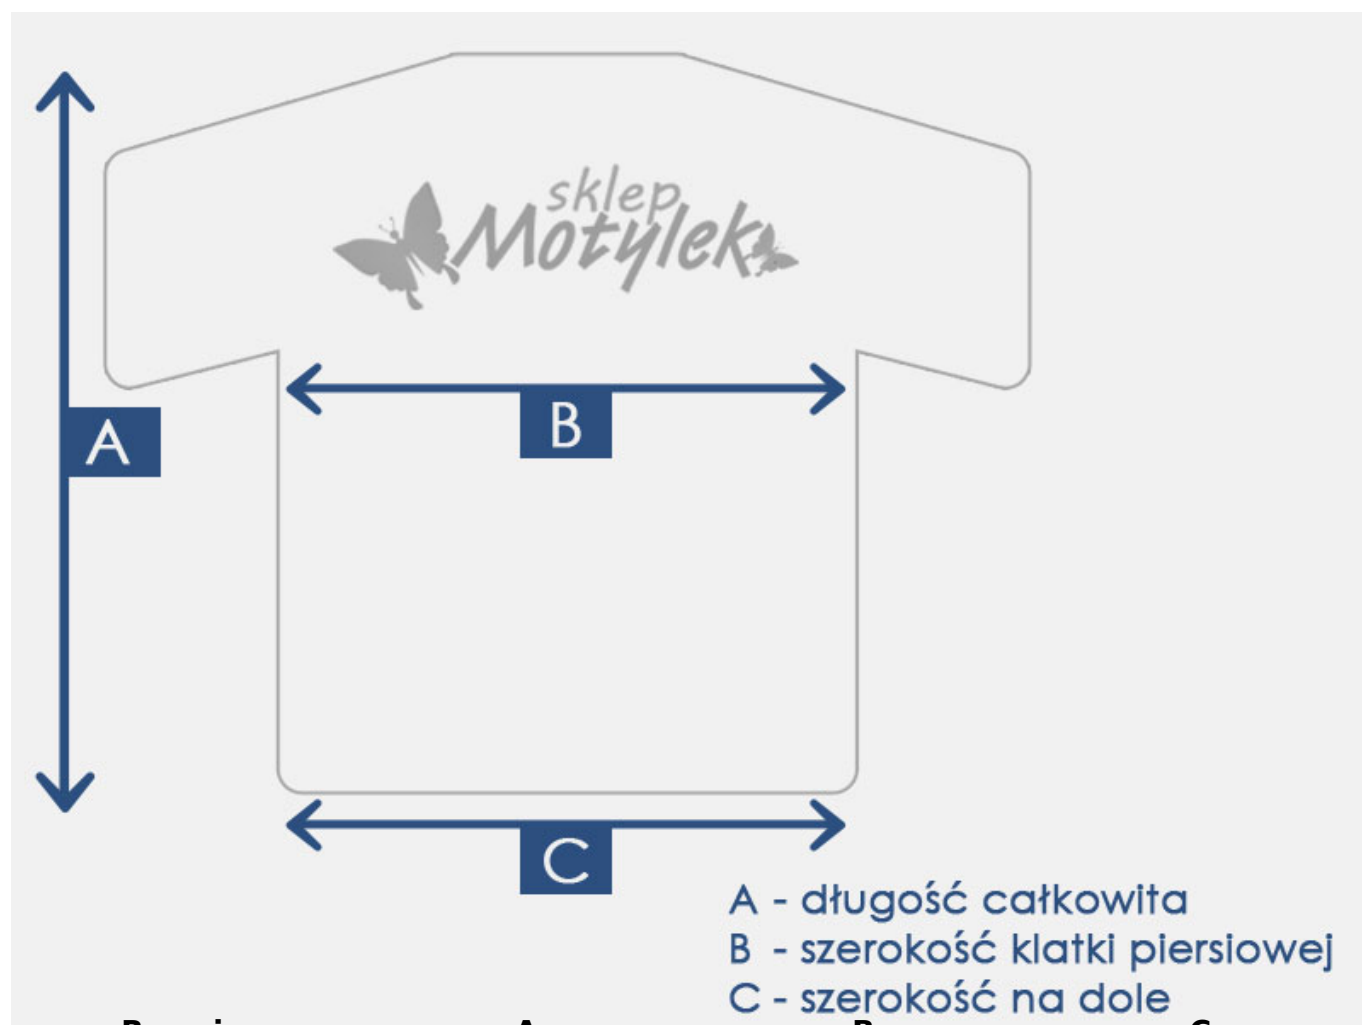 sklep
Motylek
A
B
C
A - długość całkowita
B - szerokość klatki piersiowej
C - szerokość na dole